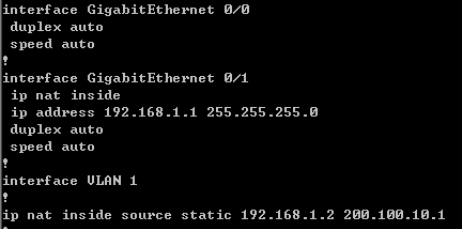 interface GigabitEthernet 0/0
 duplex auto
 speed auto
!
interface GigabitEthernet 0/1
 ip nat inside
 ip address 192.168.1.1 255.255.255.0
 duplex auto
 speed auto
!
interface VLAN 1
!
ip nat inside source static 192.168.1.2 200.100.10.1